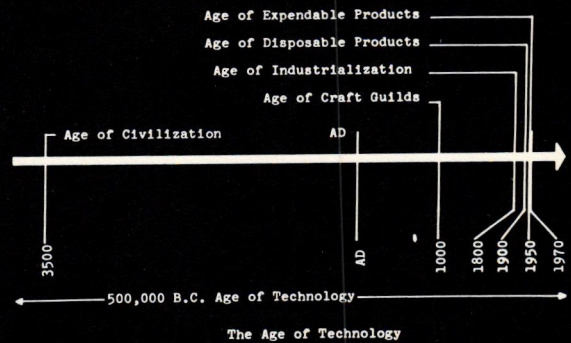 Age of Expendable Products
Age of Disposable Products
Age of Industrialization
Age of Craft Guilds
Age of Civilization AD
3500 AD 1000 1800 1900 1950 1970
500,000 B.C. Age of Technology
The Age of Technology